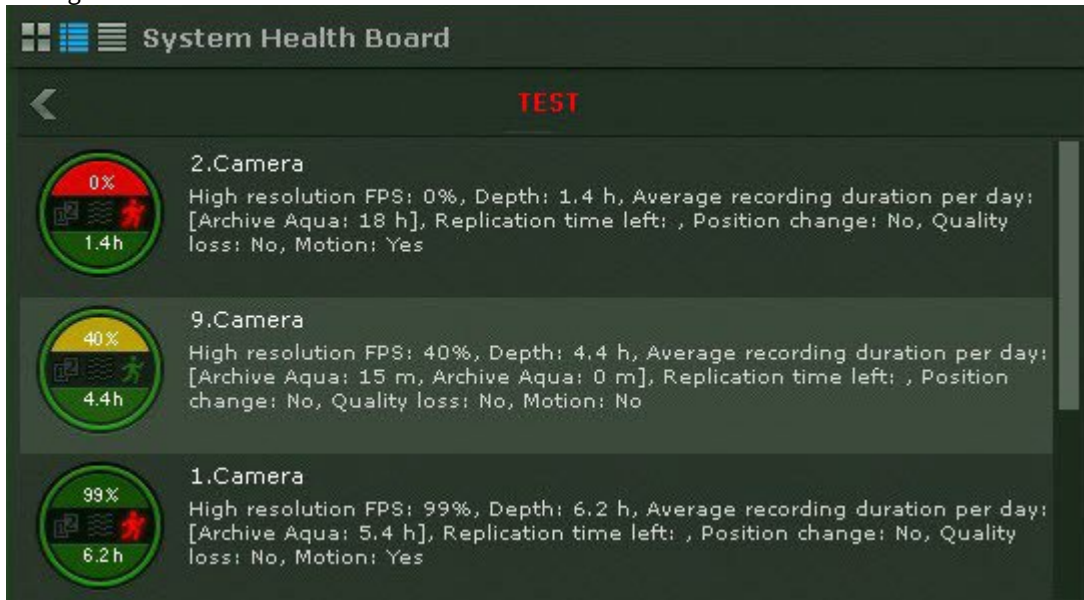 System Health Board
TEST
2.Camera
0%
High resolution FPS: 0%, Depth: 1.4 h, Average recording duration per day:
[Archive Aqua: 18 h], Replication time left: , Position change: No, Quality
1.4h
loss: No, Motion: Yes
9.Camera
40%
High resolution FPS: 40%, Depth: 4.4 h, Average recording duration per day:
[Archive Aqua: 15 m, Archive Aqua: 0 m], Replication time left: , Position
4.4h
change: No, Quality loss: No, Motion: No
1.Camera
99%
High resolution FPS: 99%, Depth: 6.2 h, Average recording duration per day:
[Archive Aqua: 5.4 h], Replication time left: , Position change: No, Quality
6.2h
loss: No, Motion: Yes